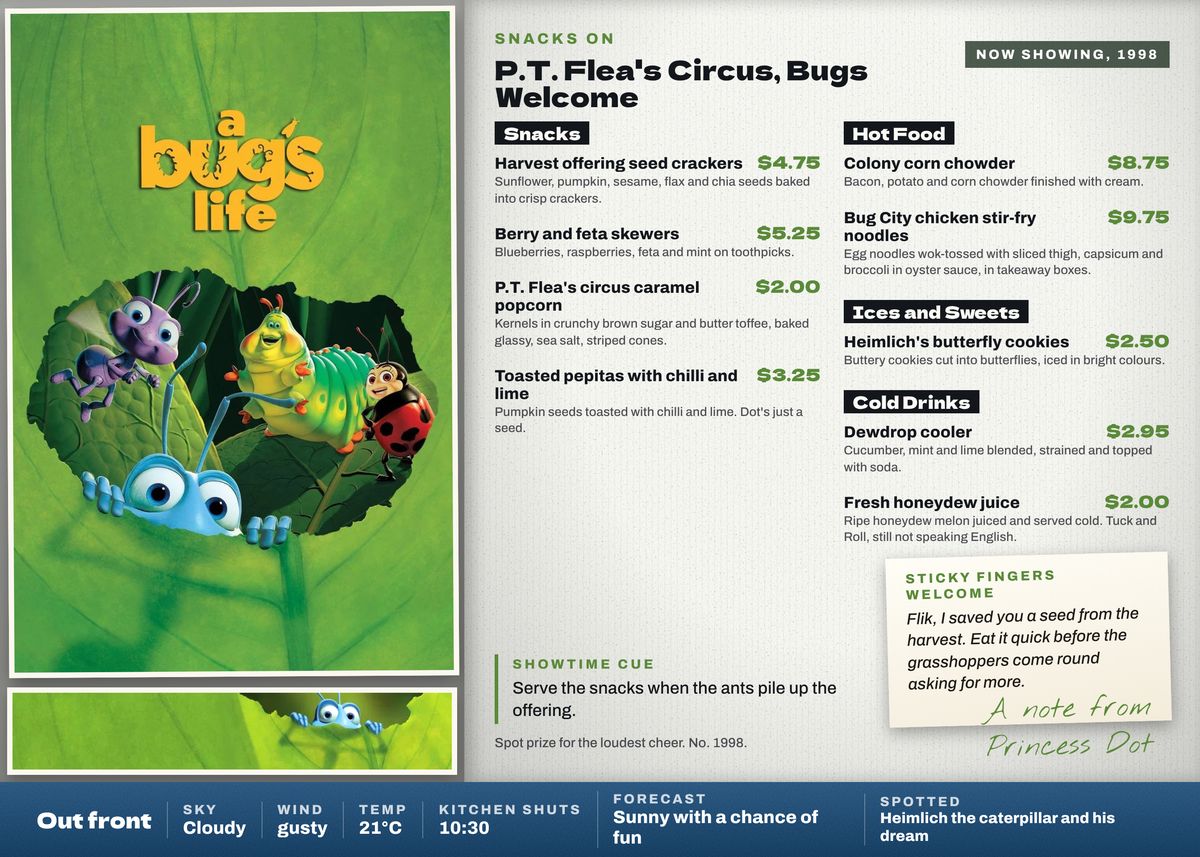 a
bug's
life
SNACKS ON
P.T. Flea's Circus, Bugs
Welcome
NOW SHOWING, 1998
Snacks
Harvest offering seed crackers $4.75
Sunflower, pumpkin, sesame, flax and chia seeds baked
into crisp crackers.
Berry and feta skewers $5.25
Blueberries, raspberries, feta and mint on toothpicks.
P.T. Flea's circus caramel $2.00
popcorn
Kernels in crunchy brown sugar and butter toffee, baked
glassy, sea salt, striped cones.
Toasted pepitas with chilli and $3.25
lime
Pumpkin seeds toasted with chilli and lime. Dot's just a
seed.
Hot Food
Colony corn chowder $8.75
Bacon, potato and corn chowder finished with cream.
Bug City chicken stir-fry $9.75
noodles
Egg noodles wok-tossed with sliced thigh, capsicum and
broccoli in oyster sauce, in takeaway boxes.
Ices and Sweets
Heimlich's butterfly cookies $2.50
Buttery cookies cut into butterflies, iced in bright colours.
Cold Drinks
Dewdrop cooler $2.95
Cucumber, mint and lime blended, strained and topped
with soda.
Fresh honeydew juice $2.00
Ripe honeydew melon juiced and served cold. Tuck and
Roll, still not speaking English.
STICKY FINGERS
WELCOME
Flik, I saved you a seed from the
harvest. Eat it quick before the
grasshoppers come round
asking for more.
A note from
Princess Dot
SHOWTIME CUE
Serve the snacks when the ants pile up the
offering.
Spot prize for the loudest cheer. No. 1998.
Out front
SKY
Cloudy
WIND
gusty
TEMP
21°C
KITCHEN SHUTS
10:30
FORECAST
Sunny with a chance of
fun
SPOTTED
Heimlich the caterpillar and his
dream